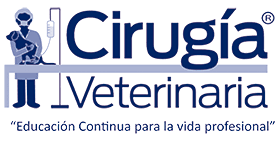 Cirugía®
Veterinaria
“Educación Continua para la vida profesional”